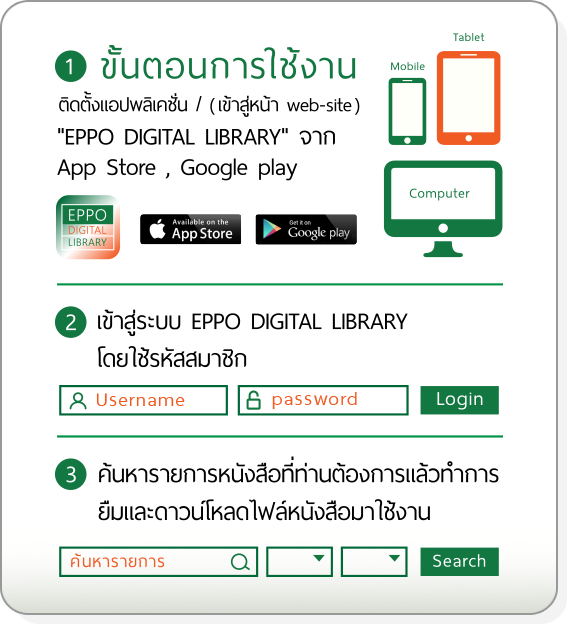 1 ขั้นตอนการใช้งาน
Tablet
Mobile
ติดตั้งแอปพลิเคชั่น / (เข้าสู่หน้า web-site)
"EPPO DIGITAL LIBRARY" จาก
App Store , Google play
Computer
EPPO
DIGITAL
LIBRARY
Available on the
App Store
Get it on
Google play
2 เข้าสู่ระบบ EPPO DIGITAL LIBRARY
โดยใช้รหัสสมาชิก
Username password Login
3 ค้นหารายการหนังสือที่ท่านต้องการแล้วทำการ
ยืมและดาวน์โหลดไฟล์หนังสือมาใช้งาน
ค้นหารายการ Search